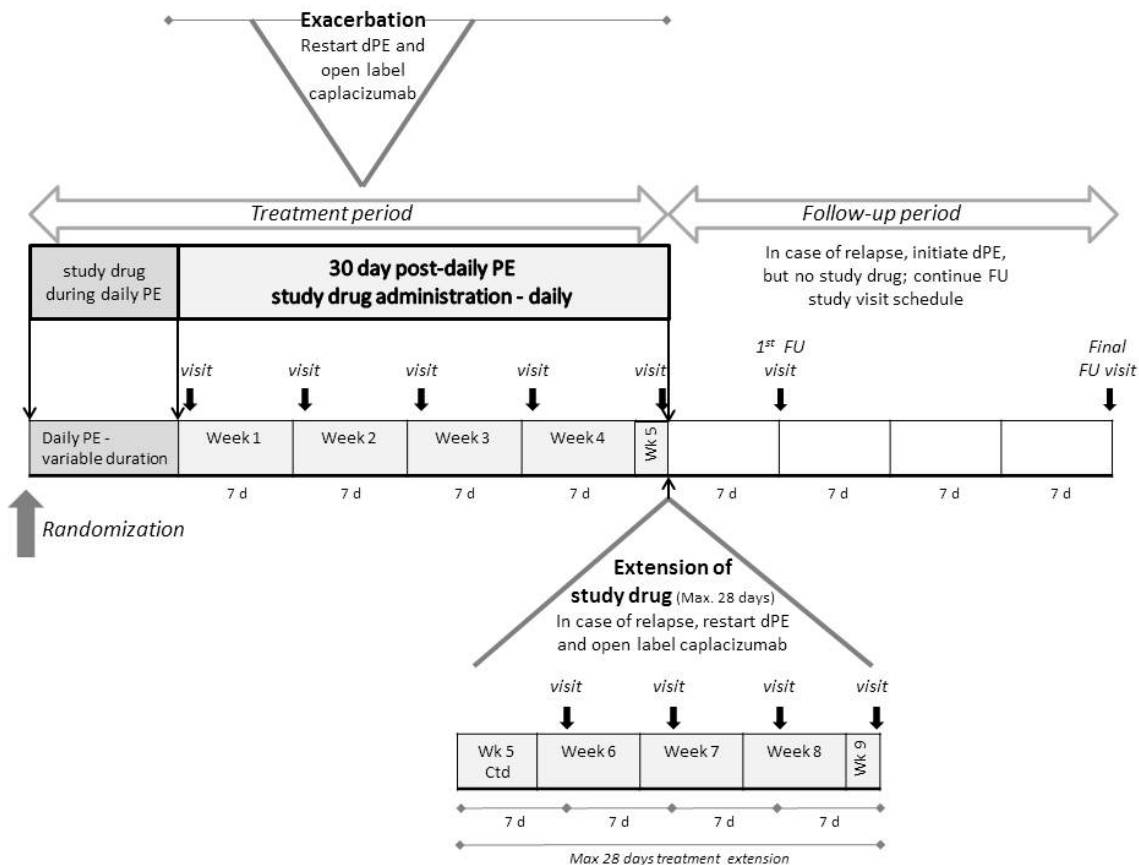 Exacerbation
Restart dPE and
open label
caplacizumab
Treatment period
Follow-up period
study drug
during daily PE
30 day post-daily PE
study drug administration - daily
In case of relapse, initiate dPE,
but no study drug; continue FU
study visit schedule
visit
visit
visit
visit
visit
1st FU
visit
Final
FU visit
Daily PE -
variable duration
Week 1
Week 2
Week 3
Week 4
Wk 5
7 d
7 d
7 d
7 d
7 d
7 d
7 d
7 d
Randomization
Extension of
study drug (Max. 28 days)
In case of relapse, restart dPE
and open label caplacizumab
visit
visit
visit
visit
Wk 5
Ctd
Week 6
Week 7
Week 8
Wk 9
7 d
7 d
7 d
7 d
Max 28 days treatment extension